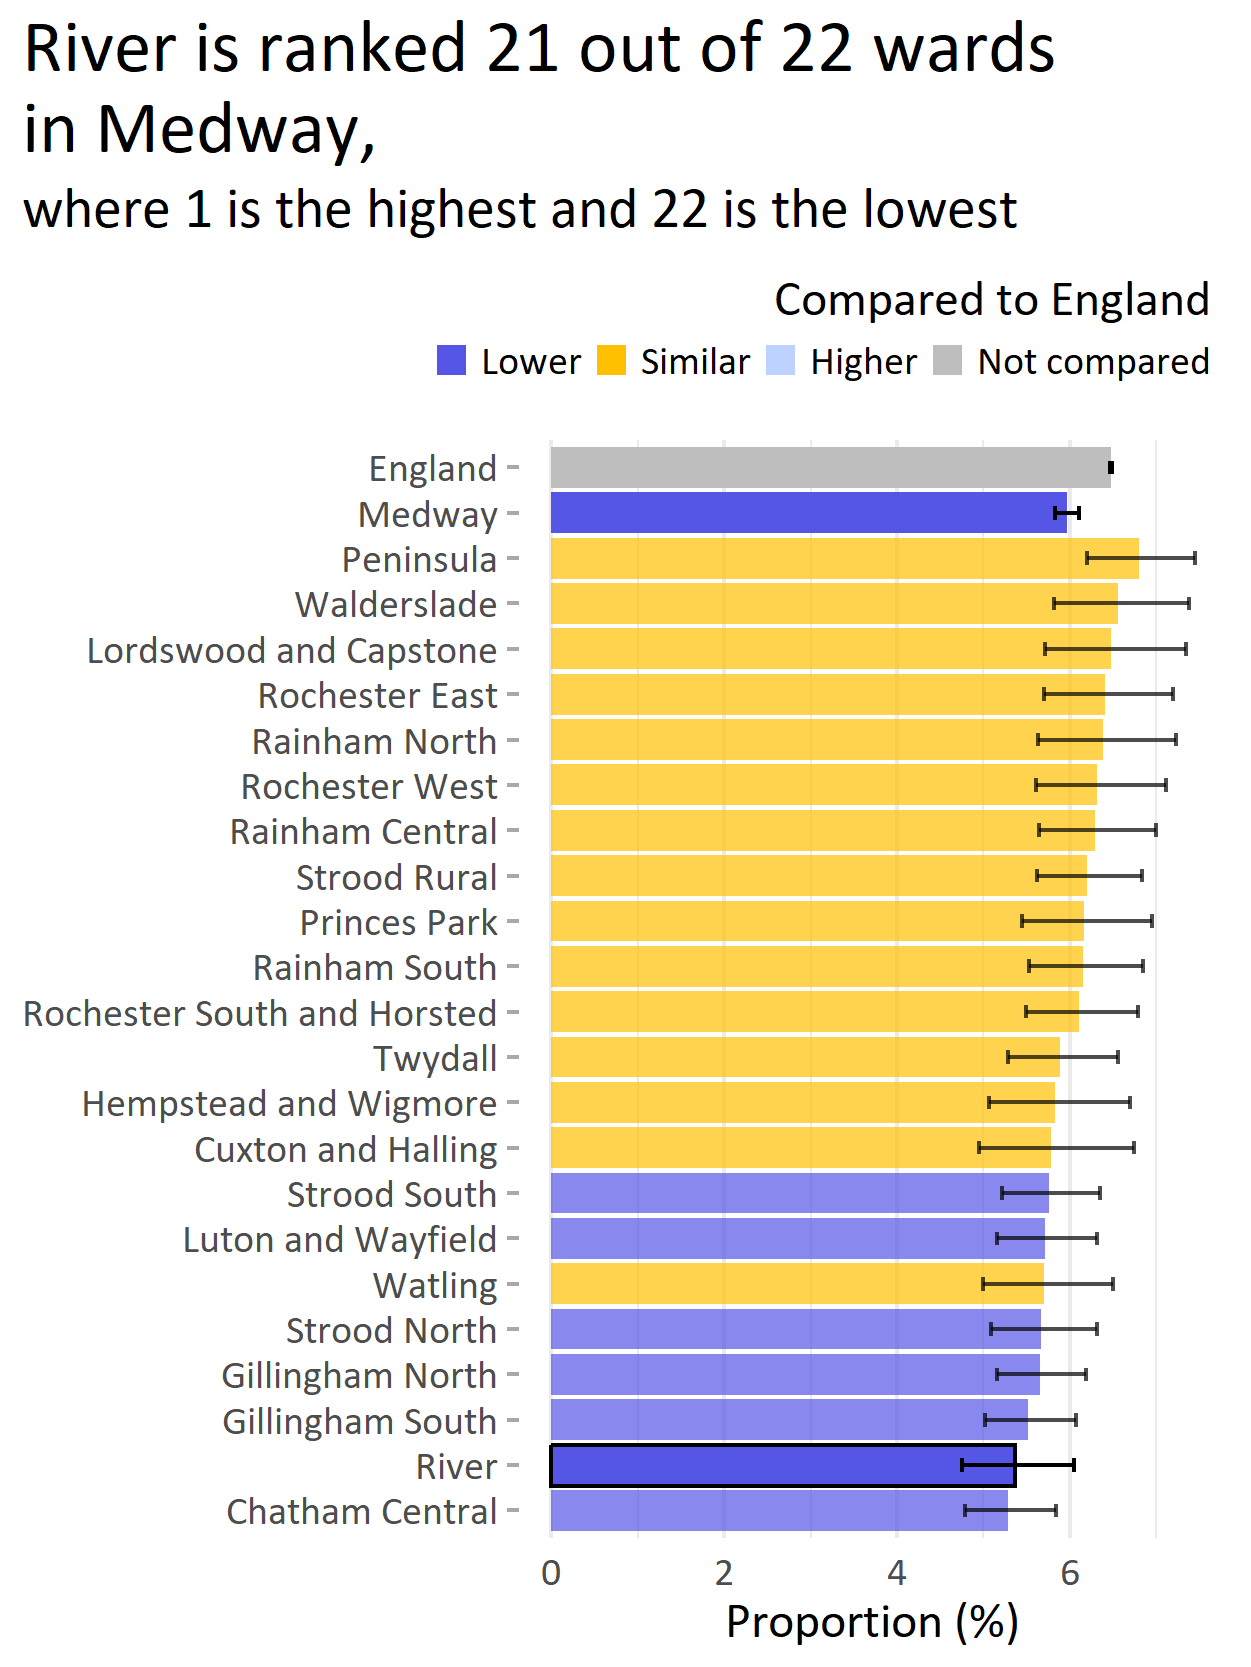 River is ranked 21 out of 22 wards
in Medway,
where 1 is the highest and 22 is the lowest
Compared to England
Lower Similar Higher Not compared
England
Medway
Peninsula
Walderslade
Lordswood and Capstone
Rochester East
Rainham North
Rochester West
Rainham Central
Strood Rural
Princes Park
Rainham South
Rochester South and Horsted
Twydall
Hempstead and Wigmore
Cuxton and Halling
Strood South
Luton and Wayfield
Watling
Strood North
Gillingham North
Gillingham South
River
Chatham Central
0 2 4 6
Proportion (%)